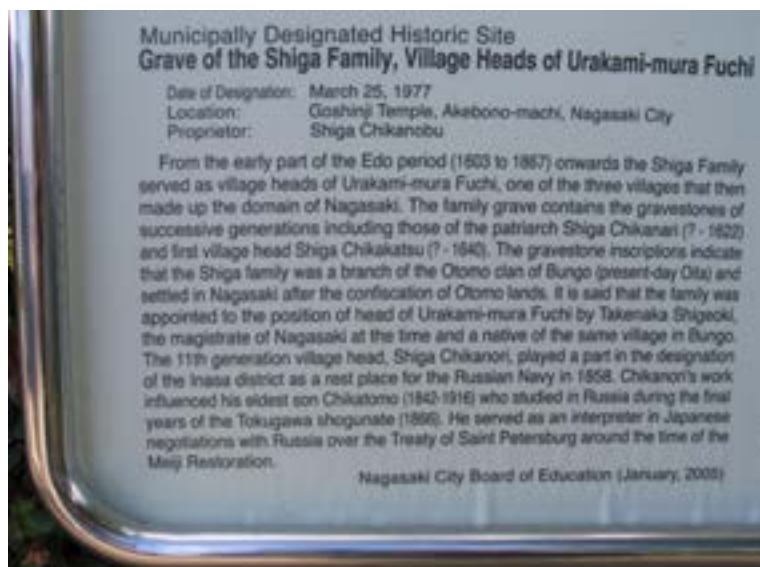 Municipally Designated Historic Site
Grave of the Shiga Family, Village Heads of Urakami-mura Fuchi
Date of Designation: March 25, 1977
Location: Goshinji Temple, Akebono-machi, Nagasaki City
Proprietor: Shiga Chikanobu
From the early part of the Edo period (1603 to 1867) onwards the Shiga Family
served as village heads of Urakami-mura Fuchi, one of the three villages that then
made up the domain of Nagasaki. The family grave contains the gravestones of
successive generations including those of the patriarch Shiga Chikanari (? - 1622)
and first village head Shiga Chikakatsu (? - 1640). The gravestone inscriptions indicate
that the Shiga family was a branch of the Otomo clan of Bungo (present-day Oita) and
settled in Nagasaki after the confiscation of Otomo lands. It is said that the family was
appointed to the position of head of Urakami-mura Fuchi by Takenaka Shigeoki,
the magistrate of Nagasaki at the time and a native of the same village in Bungo.
The 11th generation village head, Shiga Chikanori, played a part in the designation
of the Inasa district as a rest place for the Russian Navy in 1858. Chikanori's work
influenced his eldest son Chikatomo (1842-1916) who studied in Russia during the final
years of the Tokugawa shogunate (1866). He served as an interpreter in Japanese
negotiations with Russia over the Treaty of Saint Petersburg around the time of the
Meiji Restoration.
Nagasaki City Board of Education (January, 2005)